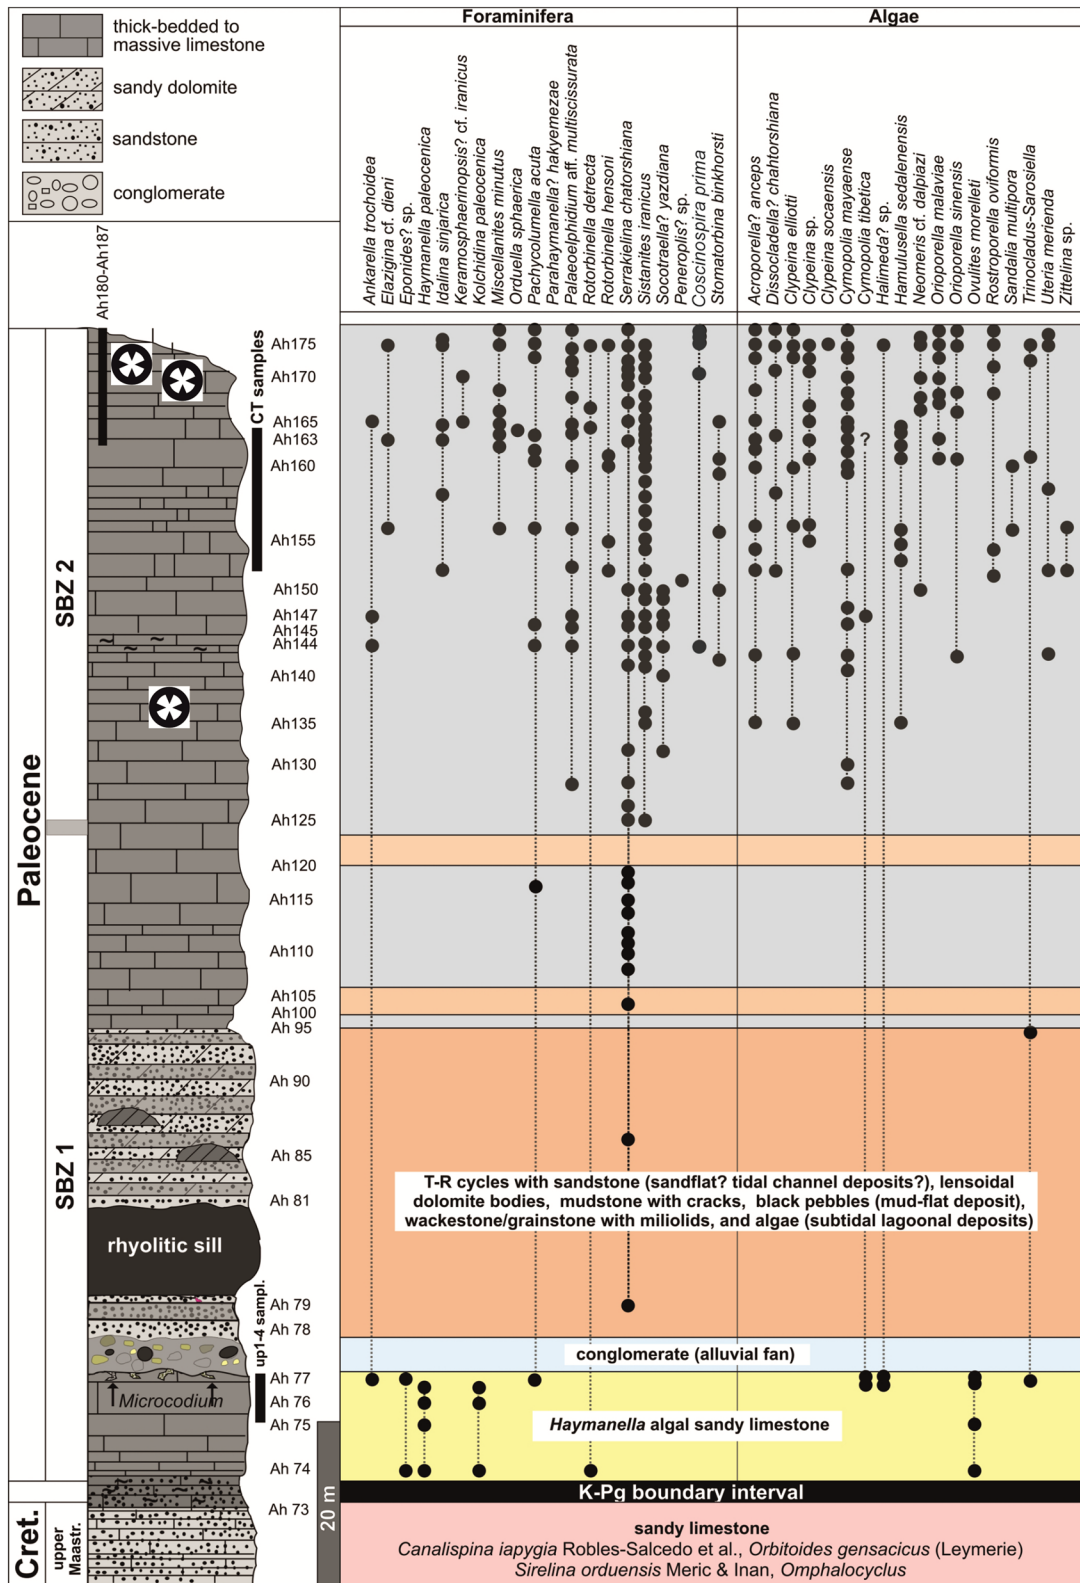 thick-bedded to
massive limestone
sandy dolomite
sandstone
conglomerate
Foraminifera
Algae
Ankarella trochoidea
Elazigina cf. dieni
Eponides? sp.
Haymanella paleocenica
Idalina sinjarica
Keramosphaerinopsis? cf. iranicus
Kolchidina paleocenica
Miscellanites minutus
Orduella sphaerica
Pachycolumella acuta
Parahaymanella? hakyemezae
Palaeoelphidium aff. multiscissurata
Rotorbinella detrecta
Rotorbinella hensoni
Serrakielina chatorshiana
Sistanites iranicus
Socotraella? yazdiana
Peneroplis? sp.
Coscinospira prima
Stomatorbina binkhorsti
Acroporella? anceps
Dissocladella? chahtorshiana
Clypeina elliotti
Clypeina sp.
Clypeina socaensis
Cymopolia mayaense
Cymoplia tibetica
Halimeda? sp.
Hamulusella sedalenensis
Neomeris cf. dalpiazi
Orioporella malaviae
Orioporella sinensis
Ovulites morelleti
Rostroporella oviformis
Sandalia multipora
Trinocladus-Sarosiella
Uteria merienda
Zittelina sp.
Ah180-Ah187
CT samples
Ah175
Ah170
Ah165
Ah163
?
Ah160
Ah155
Ah150
Ah147
Ah145
Ah144
Ah140
Ah135
Ah130
Ah125
Ah120
Ah115
Ah110
Ah105
Ah100
Ah 95
Ah 90
Ah 85
Ah 81
Ah 79
Ah 78
Ah 77
Ah 76
Ah 75
Ah 74
Ah 73
Paleocene
SBZ 2
SBZ 1
Cret.
upper
Maastr.
rhyolitic sill
up1-4 sampl.
Microcodium
20 m
T-R cycles with sandstone (sandflat? tidal channel deposits?), lensoidal
dolomite bodies, mudstone with cracks, black pebbles (mud-flat deposit),
wackestone/grainstone with miliolids, and algae (subtidal lagoonal deposits)
conglomerate (alluvial fan)
Haymanella algal sandy limestone
K-Pg boundary interval
sandy limestone
Canalispina iapygia Robles-Salcedo et al., Orbitoides gensacicus (Leymerie)
Sirelina orduensis Meric & Inan, Omphalocyclus